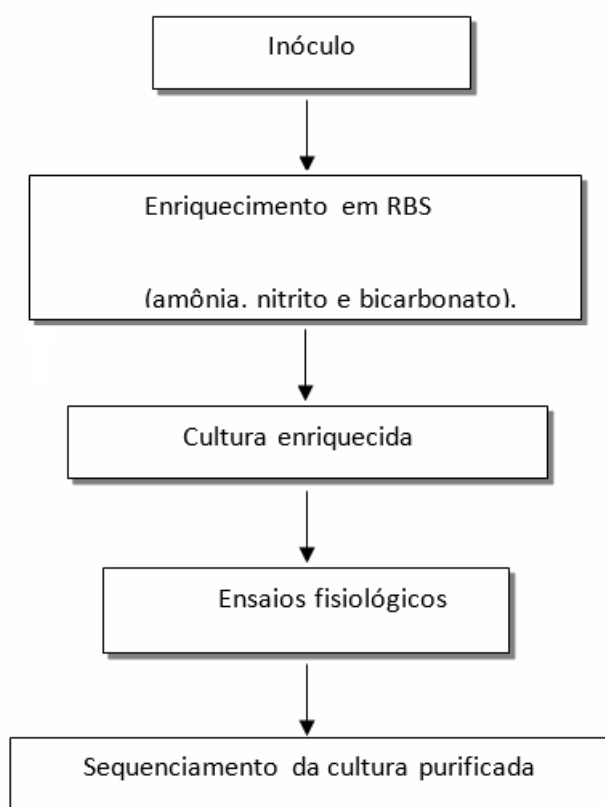 Inóculo
Enriquecimento em RBS
(amônia, nitrito e bicarbonato).
Cultura enriquecida
Ensaios fisiológicos
Sequenciamento da cultura purificada